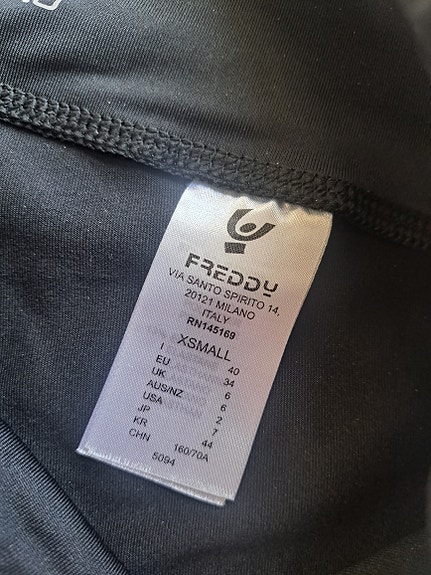 FREDDY
VIA SANTO SPIRITO 14,
20121 MILANO
ITALY
RN145169
XSMALL
I 40
EU 34
UK 6
AUS/NZ 6
USA 2
JP 7
KR 44
CHN 160/70A
5094